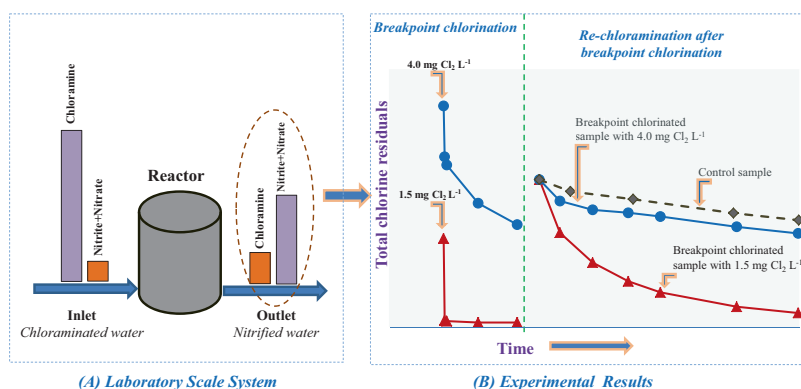 (A)
Chloramine
Nitrite+Nitrate
Reactor
Chloramine
Nitrite+Nitrate
Inlet
Chloraminated water
Outlet
Nitrified water
(A) Laboratory Scale System
(B)
Breakpoint chlorination
Re-chloramination after
breakpoint chlorination
Total chlorine residuals
4.0 mg Cl₂ L⁻¹
1.5 mg Cl₂ L⁻¹
Breakpoint chlorinated
sample with 4.0 mg Cl₂ L⁻¹
Control sample
Breakpoint chlorinated
sample with 1.5 mg Cl₂ L⁻¹
Time
(B) Experimental Results